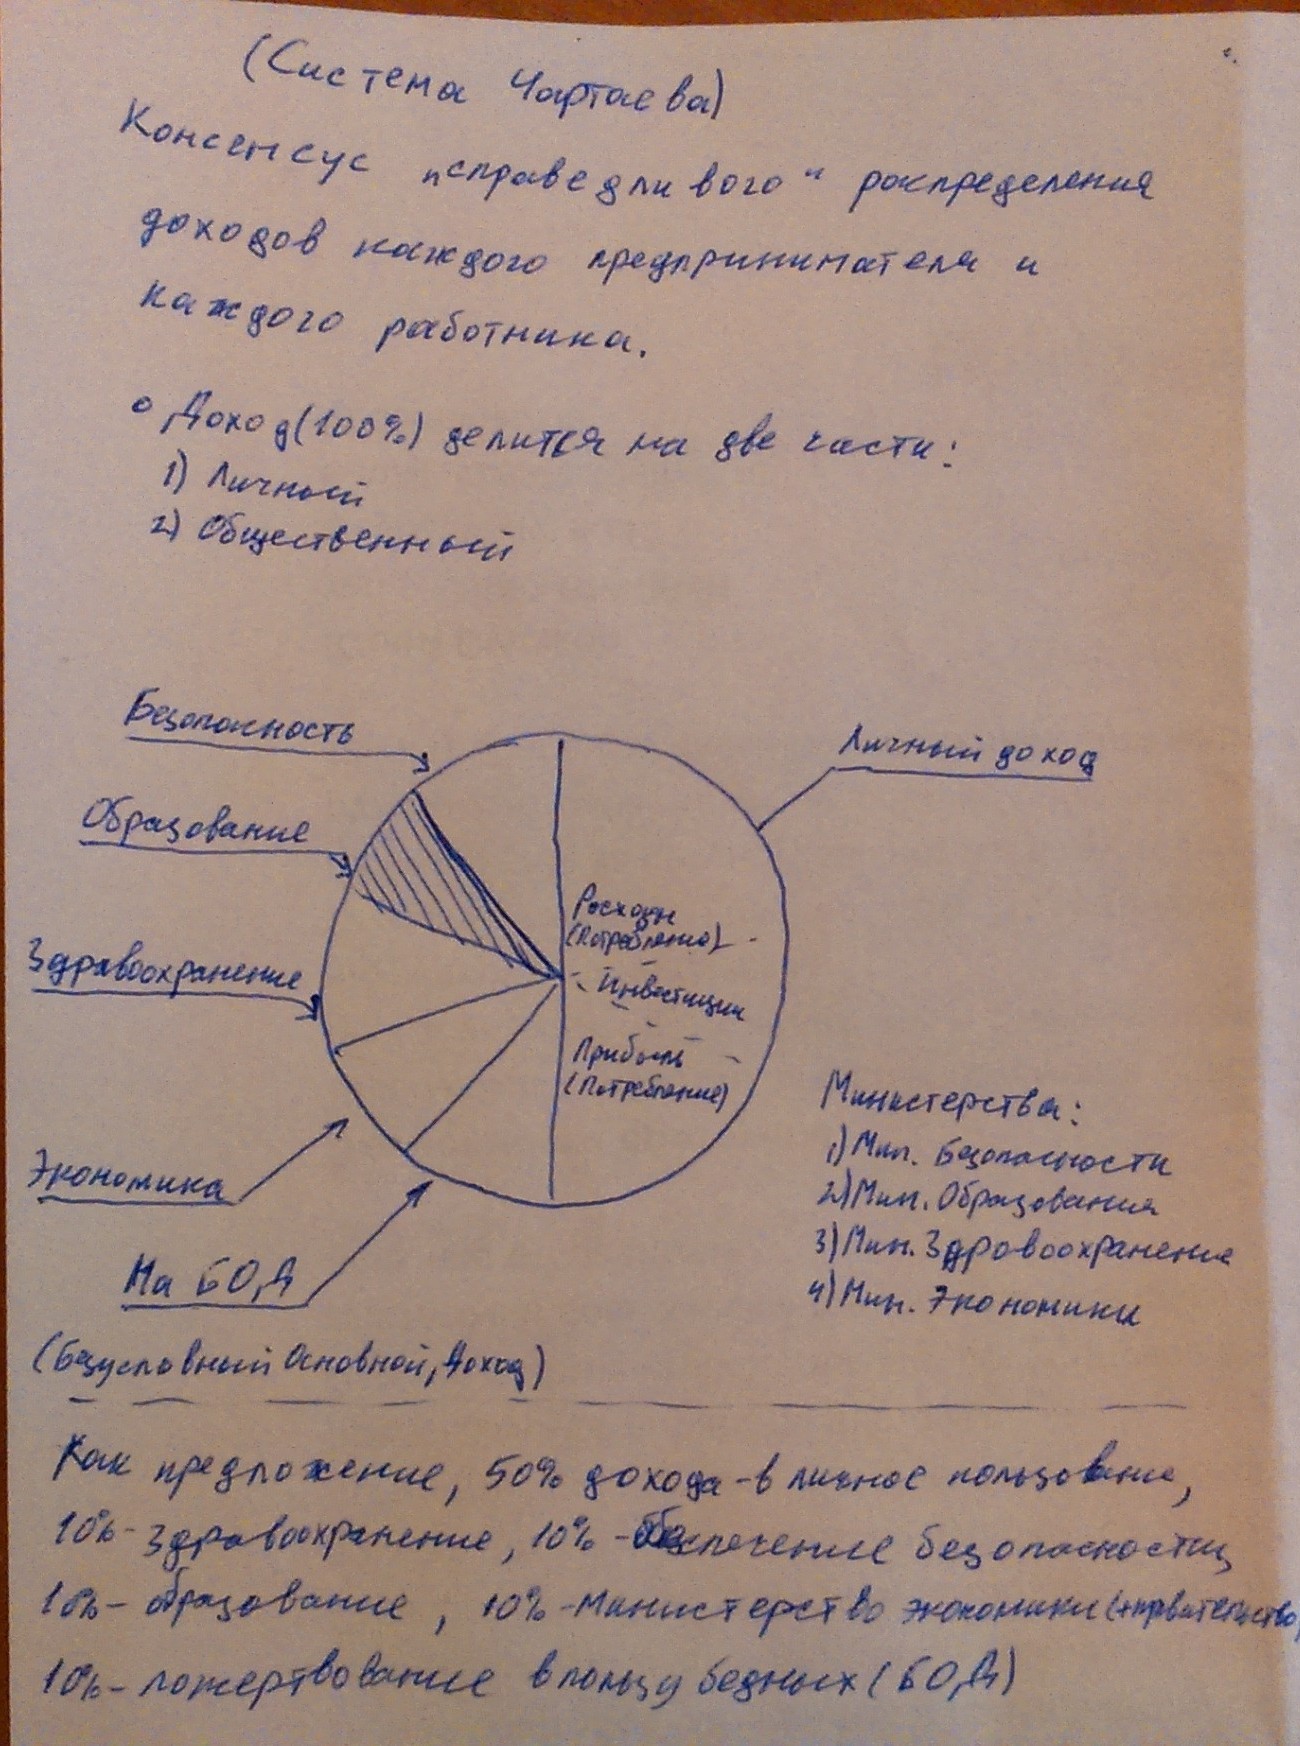 (Система Чартаева)
Консенсус „справедливого“ распределения
доходов каждого предпринимателя и
каждого работника.
о Доход (100%) делится на две части:
1) Личный
2) Общественный
Безопасность
Личный доход
Образование
Здравоохранение
Расходы
(Потребление)
Инвестиции
Прибыль
(Потребление)
Экономика
На БОД
(Безусловный Основной Доход)
Министерства:
1) Мин. Безопасности
2) Мин. Образования
3) Мин. Здравоохранение
4) Мин. Экономики
Как предложение, 50% дохода - в личное пользование,
10% - Здравоохранение, 10% - обеспечение безопасности,
10% - образование, 10% - Министерство экономики (+правительство)
10% - пожертвование в пользу бедных (БОД)